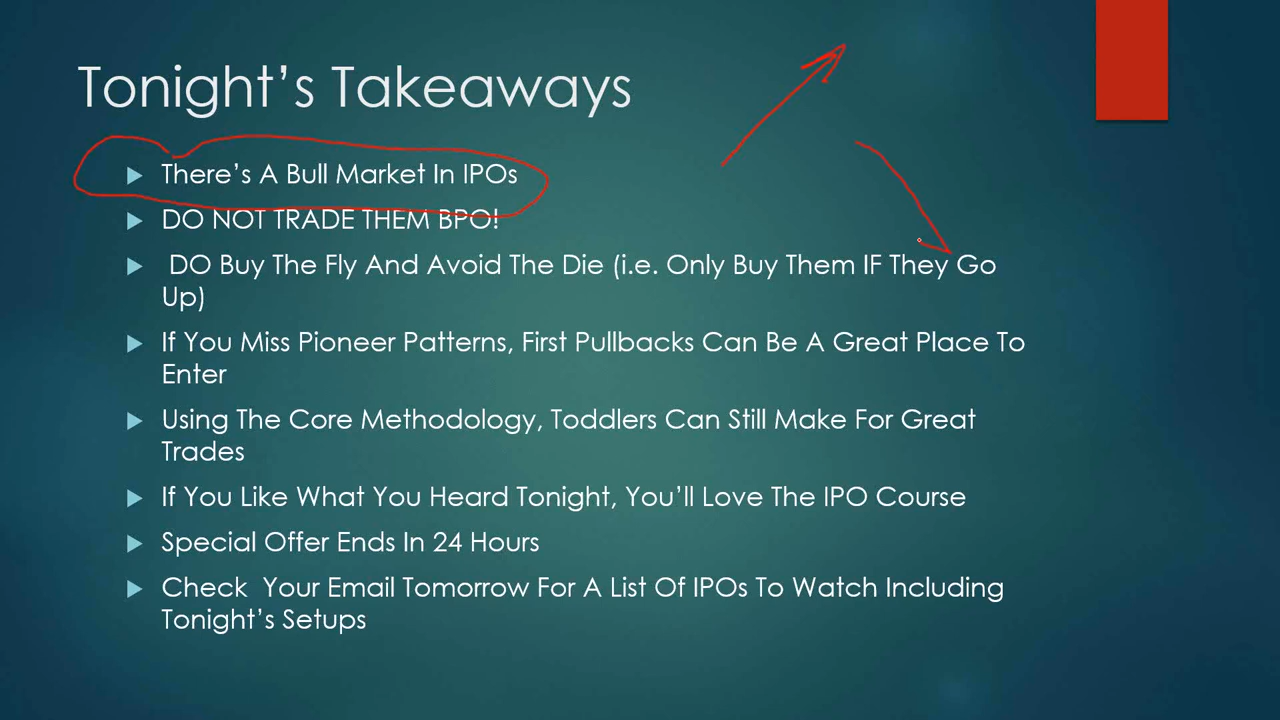 Tonight's Takeaways
There's A Bull Market In IPOs
DO NOT TRADE THEM BPO!
DO Buy The Fly And Avoid The Die (i.e. Only Buy Them IF They Go
Up)
If You Miss Pioneer Patterns, First Pullbacks Can Be A Great Place To
Enter
Using The Core Methodology, Toddlers Can Still Make For Great
Trades
If You Like What You Heard Tonight, You'll Love The IPO Course
Special Offer Ends In 24 Hours
Check  Your Email Tomorrow For A List Of IPOs To Watch Including
Tonight's Setups